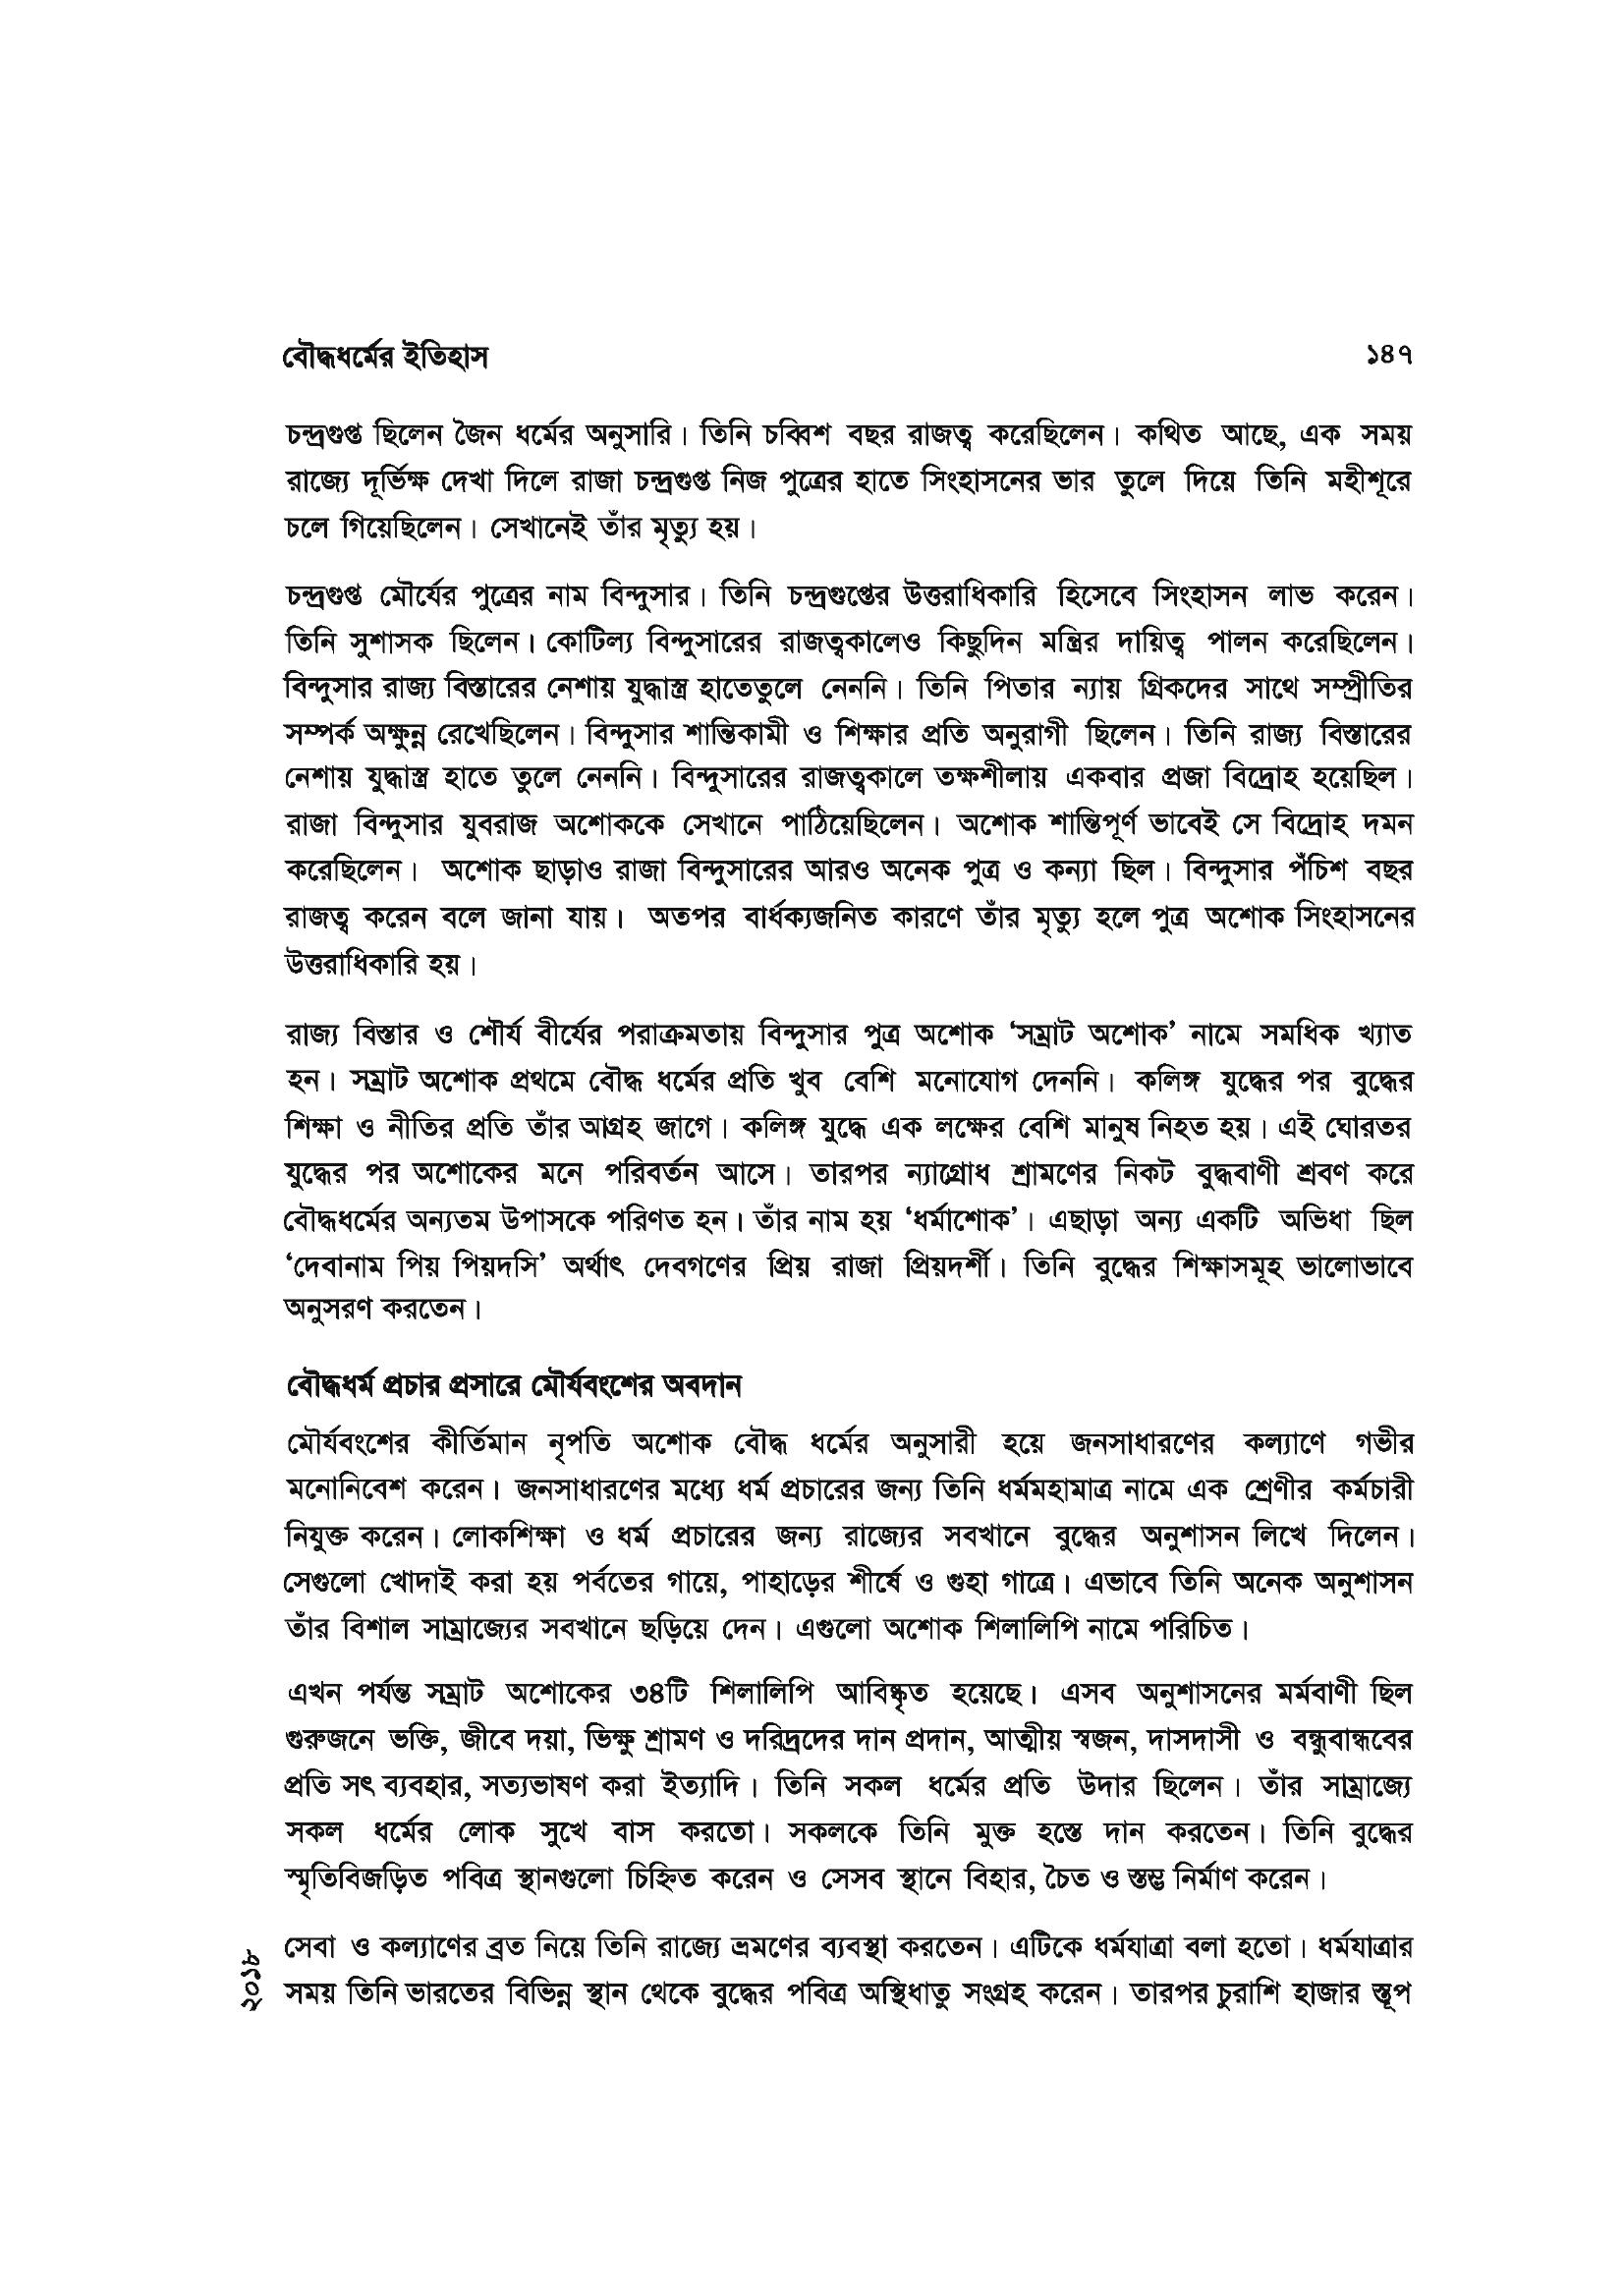 বৌদ্ধধর্মের ইতিহাস ১৪৭
চন্দ্রগুপ্ত ছিলেন জৈন ধর্মের অনুসারি। তিনি চব্বিশ বছর রাজত্ব করেছিলেন। কথিত আছে, এক সময়
রাজ্যে দূর্ভিক্ষ দেখা দিলে রাজা চন্দ্রগুপ্ত নিজ পুত্রের হাতে সিংহাসনের ভার তুলে দিয়ে তিনি মহীশূরে
চলে গিয়েছিলেন। সেখানেই তাঁর মৃত্যু হয়।
চন্দ্রগুপ্ত মৌর্যের পুত্রের নাম বিন্দুসার। তিনি চন্দ্রগুপ্তের উত্তরাধিকারি হিসেবে সিংহাসন লাভ করেন।
তিনি সুশাসক ছিলেন। কোটিল্য বিন্দুসারের রাজত্বকালেও কিছুদিন মন্ত্রির দায়িত্ব পালন করেছিলেন।
বিন্দুসার রাজ্য বিস্তারের নেশায় যুদ্ধাস্ত্র হাতেতুলে নেননি। তিনি পিতার ন্যায় গ্রিকদের সাথে সম্প্রীতির
সম্পর্ক অক্ষুন্ন রেখেছিলেন। বিন্দুসার শান্তিকামী ও শিক্ষার প্রতি অনুরাগী ছিলেন। তিনি রাজ্য বিস্তারের
নেশায় যুদ্ধাস্ত্র হাতে তুলে নেননি। বিন্দুসারের রাজত্বকালে তক্ষশীলায় একবার প্রজা বিদ্রোহ হয়েছিল।
রাজা বিন্দুসার যুবরাজ অশোককে সেখানে পাঠিয়েছিলেন। অশোক শান্তিপূর্ণ ভাবেই সে বিদ্রোহ দমন
করেছিলেন। অশোক ছাড়াও রাজা বিন্দুসারের আরও অনেক পুত্র ও কন্যা ছিল। বিন্দুসার পঁচিশ বছর
রাজত্ব করেন বলে জানা যায়। অতপর বার্ধক্যজনিত কারণে তাঁর মৃত্যু হলে পুত্র অশোক সিংহাসনের
উত্তরাধিকারি হয়।
রাজ্য বিস্তার ও শৌর্য বীর্যের পরাক্রমতায় বিন্দুসার পুত্র অশোক ‘সম্রাট অশোক’ নামে সমধিক খ্যাত
হন। সম্রাট অশোক প্রথমে বৌদ্ধ ধর্মের প্রতি খুব বেশি মনোযোগ দেননি। কলিঙ্গ যুদ্ধের পর বুদ্ধের
শিক্ষা ও নীতির প্রতি তাঁর আগ্রহ জাগে। কলিঙ্গ যুদ্ধে এক লক্ষের বেশি মানুষ নিহত হয়। এই ঘোরতর
যুদ্ধের পর অশোকের মনে পরিবর্তন আসে। তারপর ন্যাগ্রোধ শ্রামণের নিকট বুদ্ধবাণী শ্রবণ করে
বৌদ্ধধর্মের অন্যতম উপাসকে পরিণত হন। তাঁর নাম হয় ‘ধর্মাশোক’। এছাড়া অন্য একটি অভিধা ছিল
‘দেবানাম পিয় পিয়দসি’ অর্থাৎ দেবগণের প্রিয় রাজা প্রিয়দর্শী। তিনি বুদ্ধের শিক্ষাসমূহ ভালোভাবে
অনুসরণ করতেন।
বৌদ্ধধর্ম প্রচার প্রসারে মৌর্যবংশের অবদান
মৌর্যবংশের কীর্তিমান নৃপতি অশোক বৌদ্ধ ধর্মের অনুসারী হয়ে জনসাধারণের কল্যাণে গভীর
মনোনিবেশ করেন। জনসাধারণের মধ্যে ধর্ম প্রচারের জন্য তিনি ধর্মমহামাত্র নামে এক শ্রেণীর কর্মচারী
নিযুক্ত করেন। লোকশিক্ষা ও ধর্ম প্রচারের জন্য রাজ্যের সবখানে বুদ্ধের অনুশাসন লিখে দিলেন।
সেগুলো খোদাই করা হয় পর্বতের গায়ে, পাহাড়ের শীর্ষে ও গুহা গাত্রে। এভাবে তিনি অনেক অনুশাসন
তাঁর বিশাল সাম্রাজ্যের সবখানে ছড়িয়ে দেন। এগুলো অশোক শিলালিপি নামে পরিচিত।
এখন পর্যন্ত সম্রাট অশোকের ৩৪টি শিলালিপি আবিষ্কৃত হয়েছে। এসব অনুশাসনের মর্মবাণী ছিল
গুরুজনে ভক্তি, জীবে দয়া, ভিক্ষু শ্রামণ ও দরিদ্রদের দান প্রদান, আত্মীয় স্বজন, দাসদাসী ও বন্ধুবান্ধবের
প্রতি সৎ ব্যবহার, সত্যভাষণ করা ইত্যাদি। তিনি সকল ধর্মের প্রতি উদার ছিলেন। তাঁর সাম্রাজ্যে
সকল ধর্মের লোক সুখে বাস করতো। সকলকে তিনি মুক্ত হস্তে দান করতেন। তিনি বুদ্ধের
স্মৃতিবিজড়িত পবিত্র স্থানগুলো চিহ্নিত করেন ও সেসব স্থানে বিহার, চৈত ও স্তম্ভ নির্মাণ করেন।
সেবা ও কল্যাণের ব্রত নিয়ে তিনি রাজ্যে ভ্রমণের ব্যবস্থা করতেন। এটিকে ধর্মযাত্রা বলা হতো। ধর্মযাত্রার
সময় তিনি ভারতের বিভিন্ন স্থান থেকে বুদ্ধের পবিত্র অস্থিধাতু সংগ্রহ করেন। তারপর চুরাশি হাজার স্তূপ
২০১৮